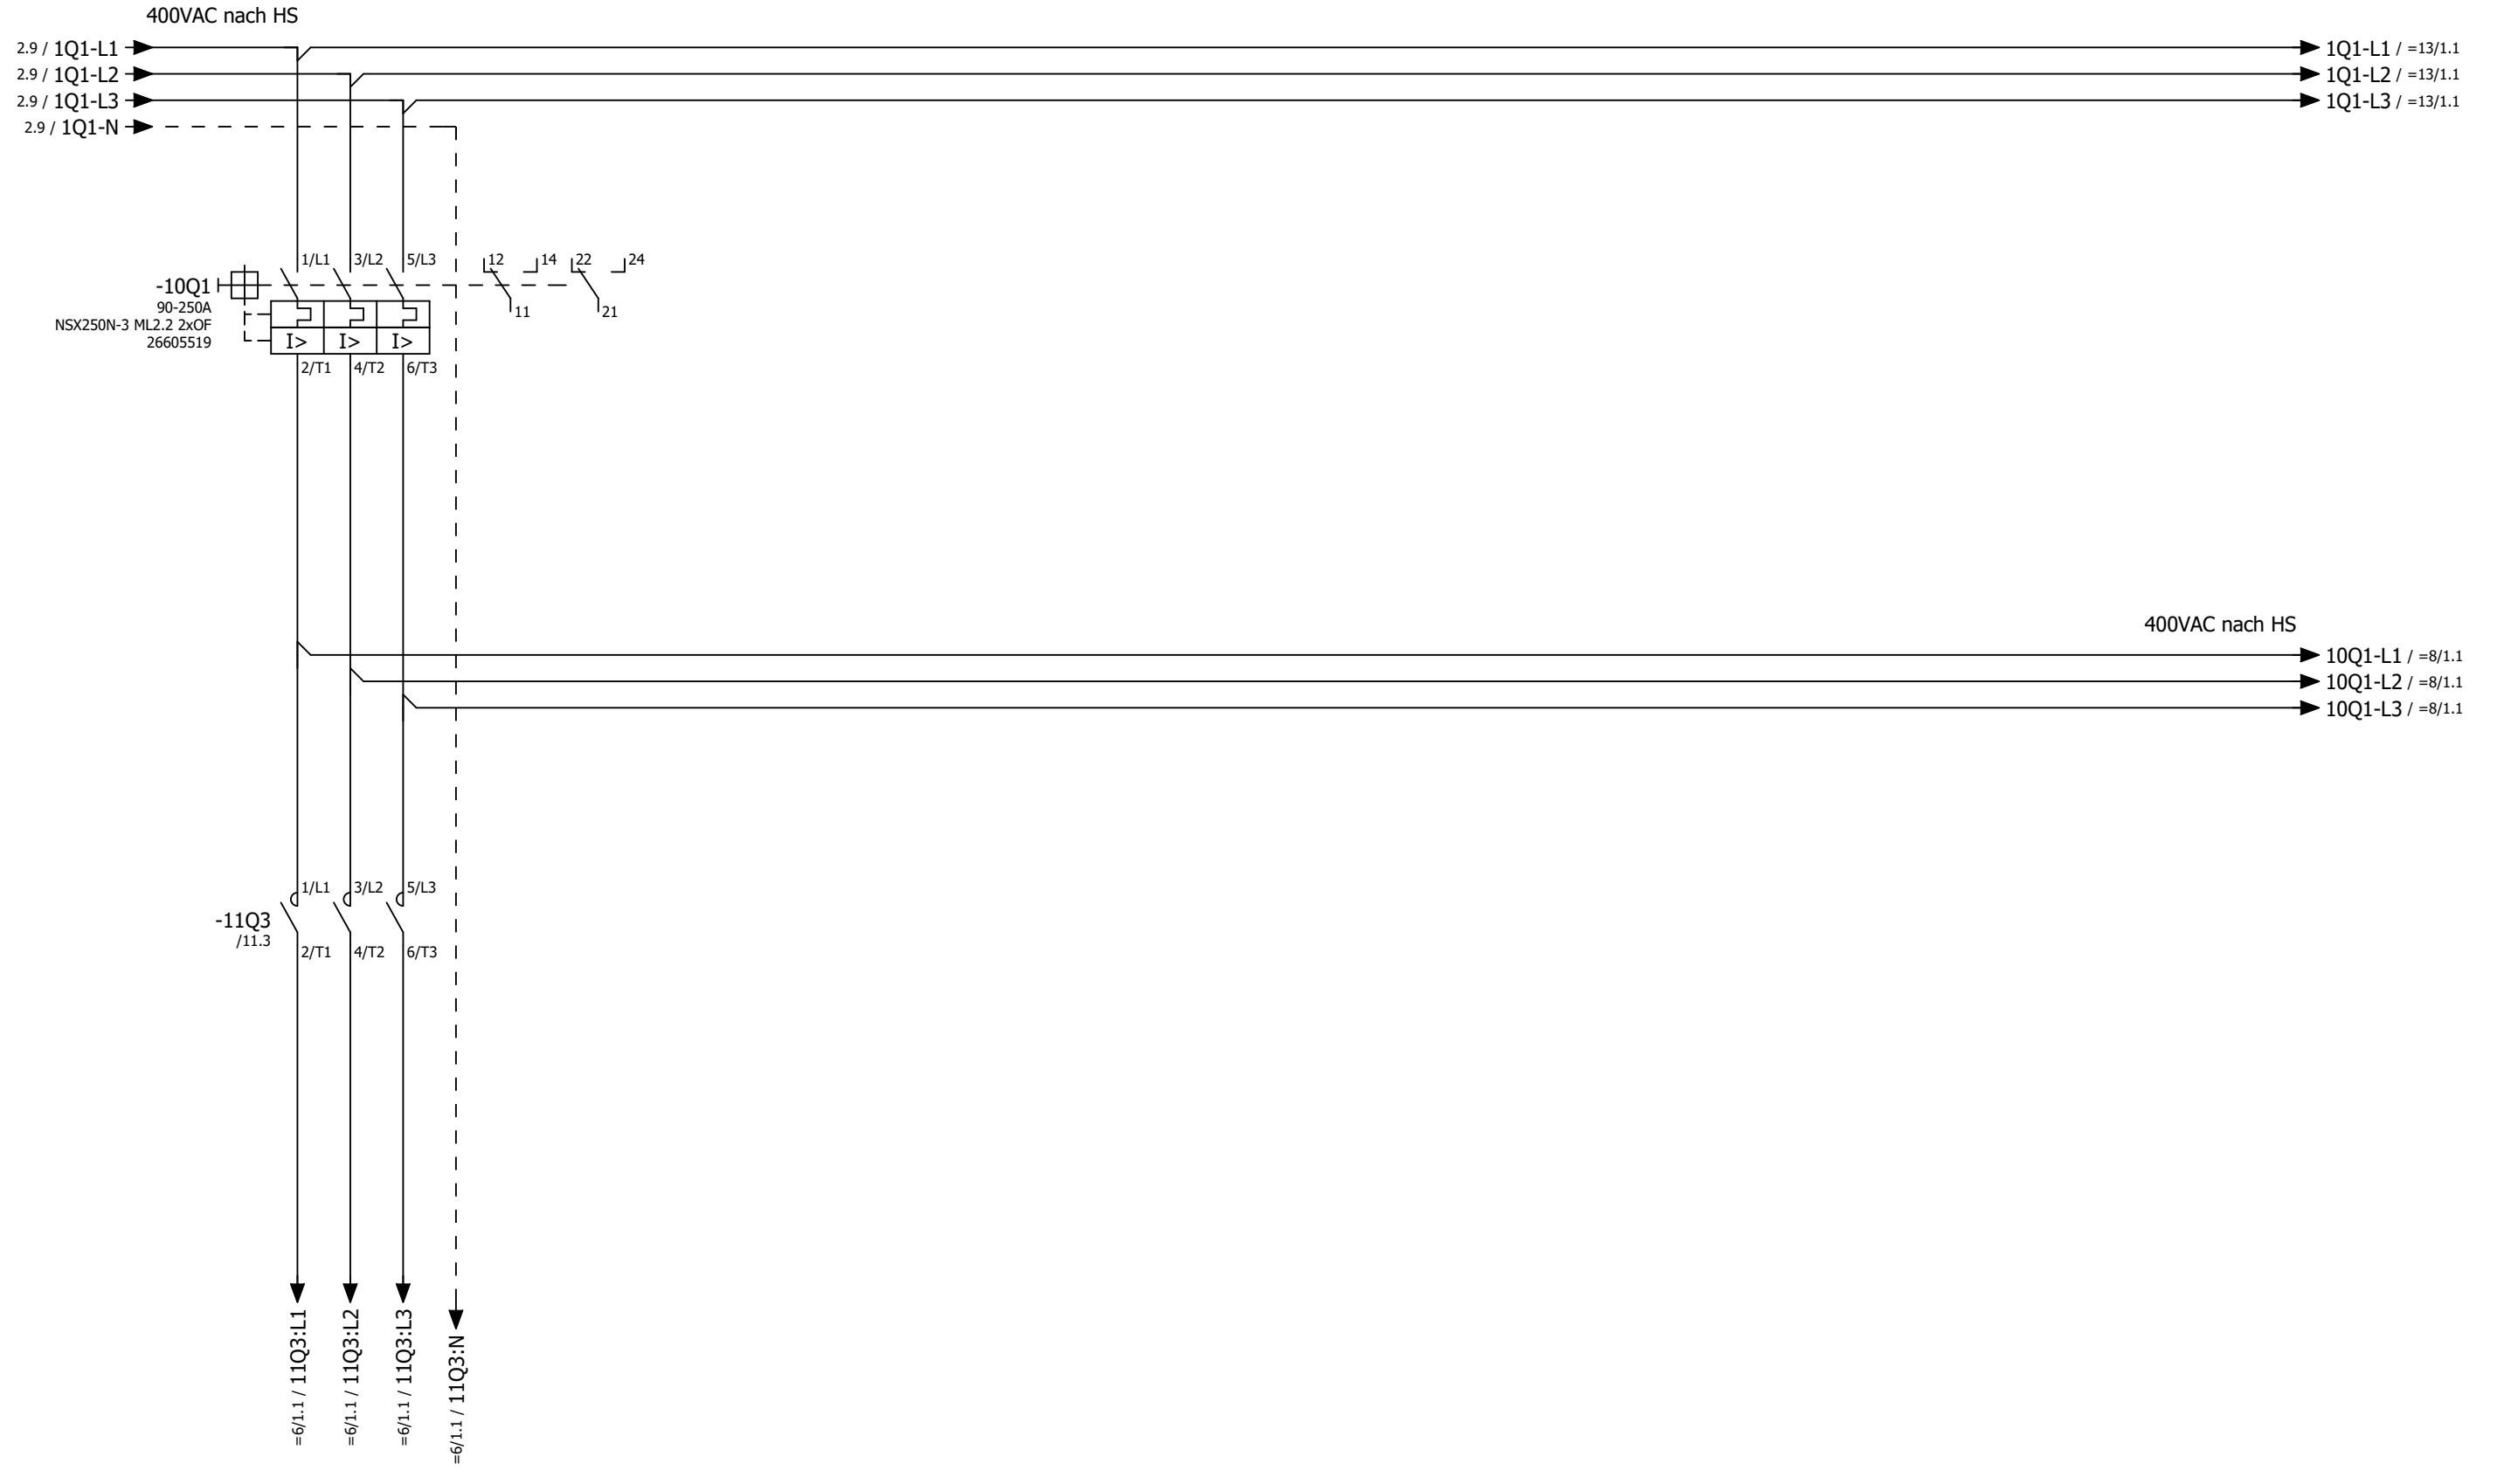 400VAC nach HS
2.9 / 1Q1-L1
1Q1-L1 / =13/1.1
2.9 / 1Q1-L2
1Q1-L2 / =13/1.1
2.9 / 1Q1-L3
1Q1-L3 / =13/1.1
2.9 / 1Q1-N
1/L1 3/L2 5/L3 12 14 22 24
-10Q1
90-250A
11 21
NSX250N-3 ML2.2 2xOF
26605519
I> I> I>
2/T1 4/T2 6/T3
400VAC nach HS
10Q1-L1 / =8/1.1
10Q1-L2 / =8/1.1
10Q1-L3 / =8/1.1
1/L1 3/L2 5/L3
-11Q3
/11.3
2/T1 4/T2 6/T3
=6/1.1 / 11Q3:L1
=6/1.1 / 11Q3:L2
=6/1.1 / 11Q3:L3
=6/1.1 / 11Q3:N